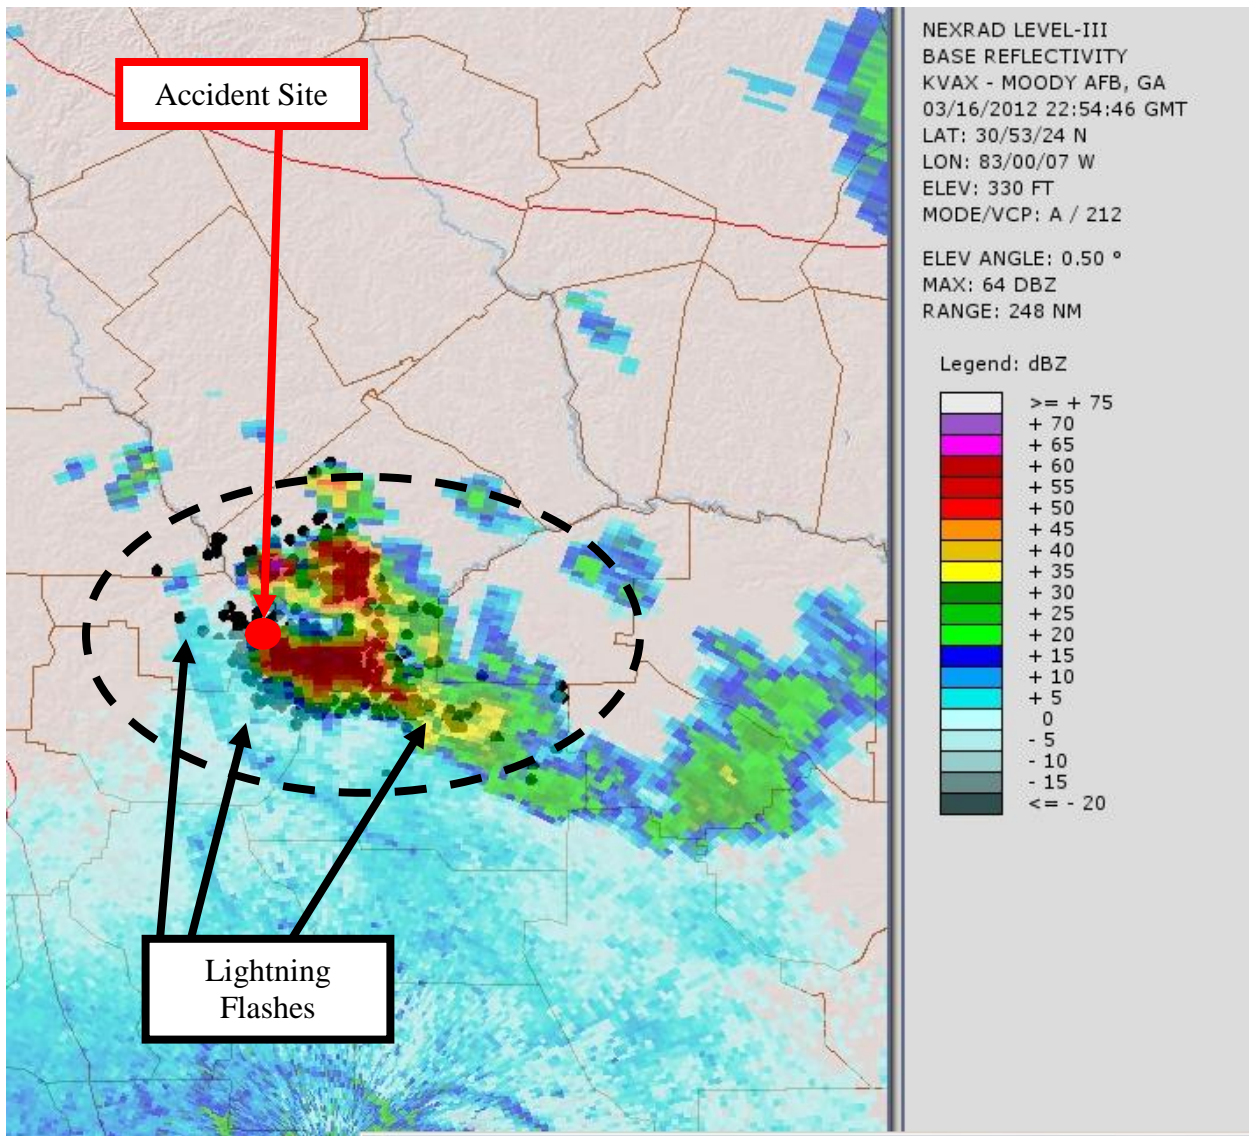 Accident Site
Lightning
Flashes
NEXRAD LEVEL-III
BASE REFLECTIVITY
KVAX - MOODY AFB, GA
03/16/2012 22:54:46 GMT
LAT: 30/53/24 N
LON: 83/00/07 W
ELEV: 330 FT
MODE/VCP: A / 212
ELEV ANGLE: 0.50 °
MAX: 64 DBZ
RANGE: 248 NM
Legend: dBZ
>= + 75
+ 70
+ 65
+ 60
+ 55
+ 50
+ 45
+ 40
+ 35
+ 30
+ 25
+ 20
+ 15
+ 10
+ 5
0
- 5
- 10
- 15
<= - 20